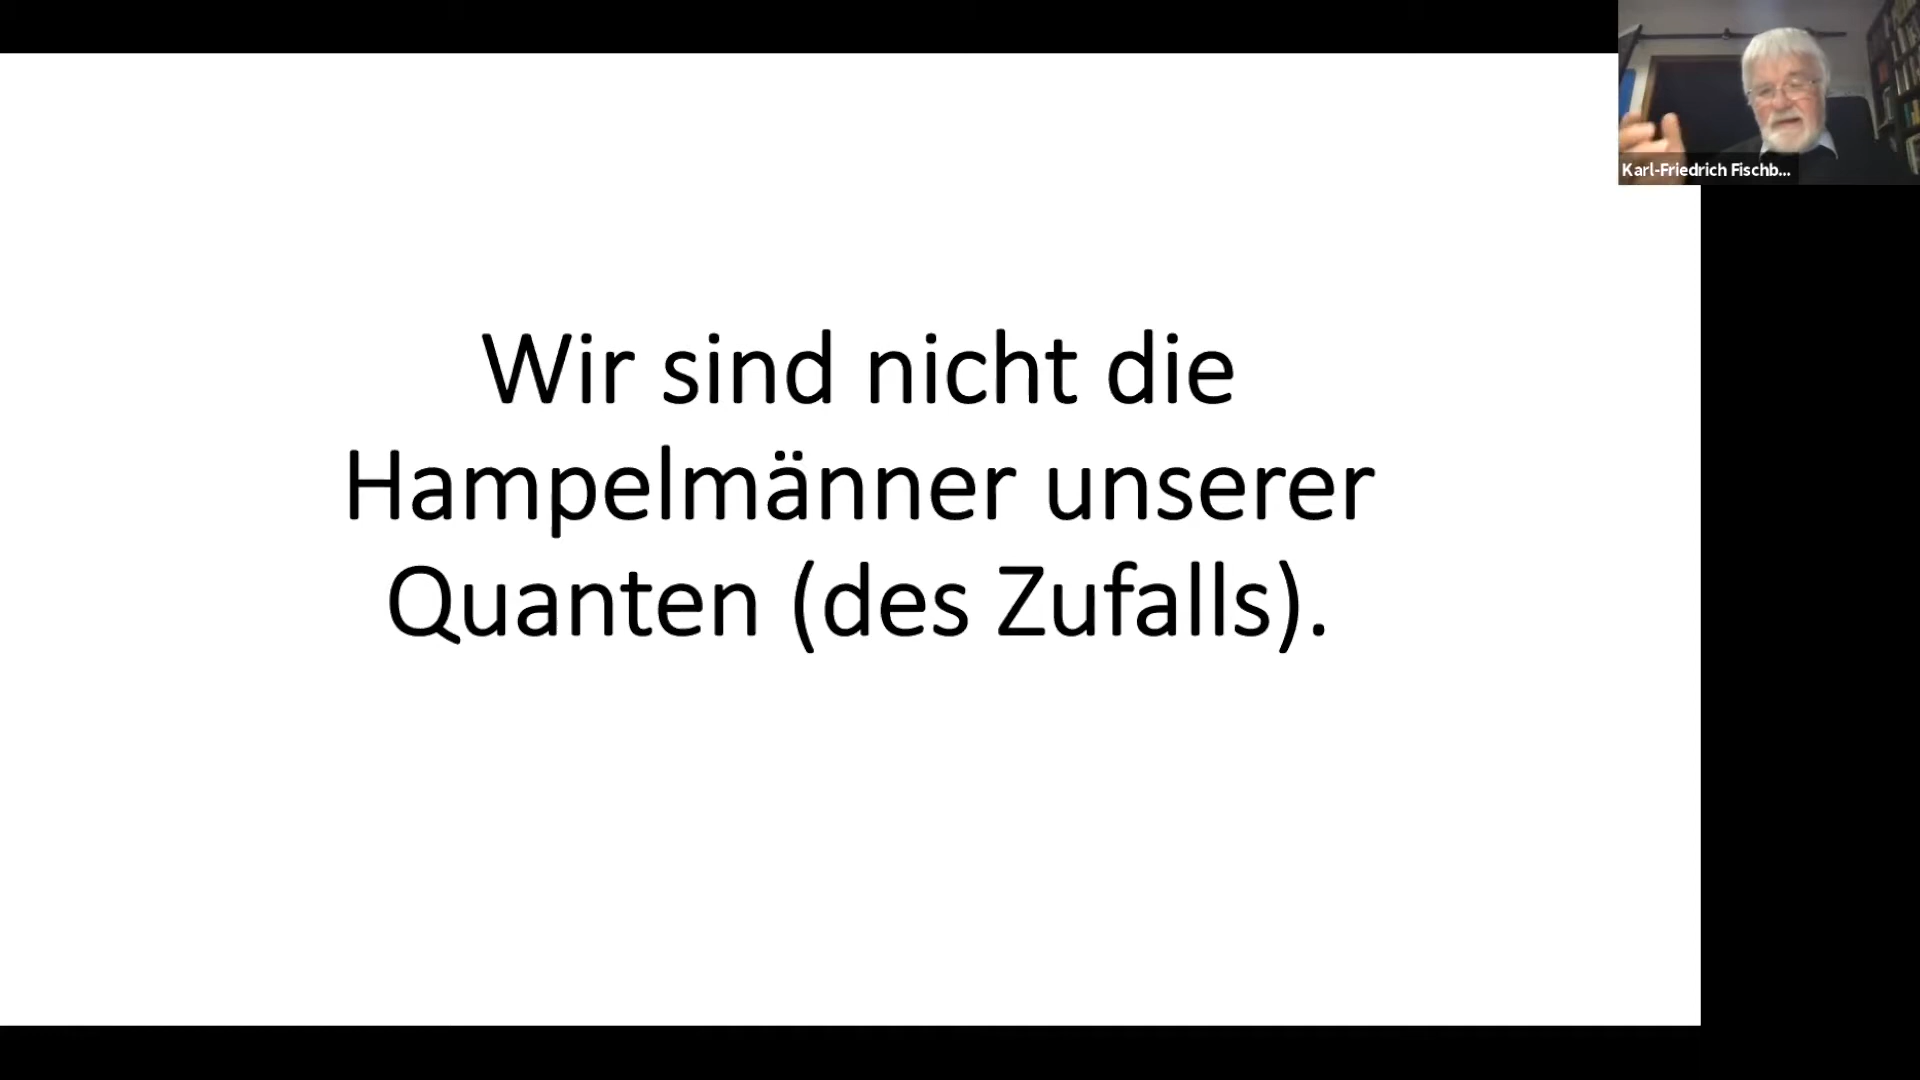 Karl-Friedrich Fischb...
Wir sind nicht die
Hampelmänner unserer
Quanten (des Zufalls).